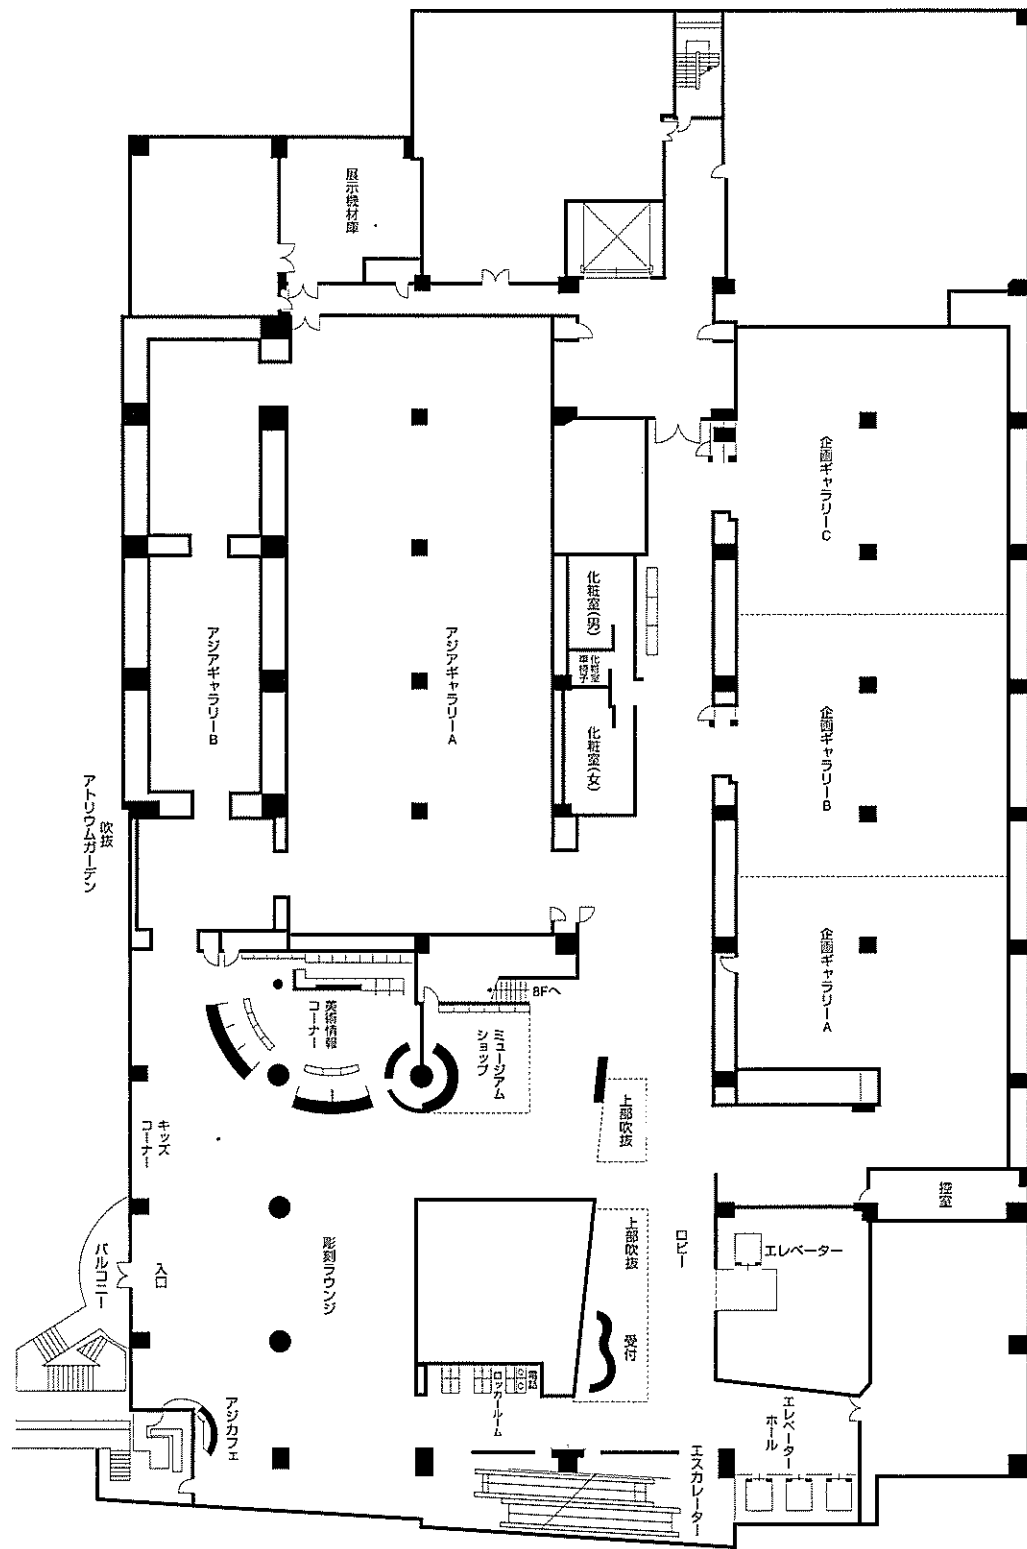 展示機材庫
企画ギャラリーC
化粧室(男)
化粧室
車椅子
化粧室(女)
アジアギャラリーB
アジアギャラリーA
企画ギャラリーB
吹抜
アトリウムガーデン
企画ギャラリーA
8Fへ
美術情報
コーナー
ミュージアム
ショップ
上部吹抜
キッズ
コーナー
控室
バルコニー
入口
彫刻ラウンジ
上部吹抜
ロビー
エレベーター
受付
電話
ロッカールーム
アジカフェ
エレベーター
ホール
エスカレーター